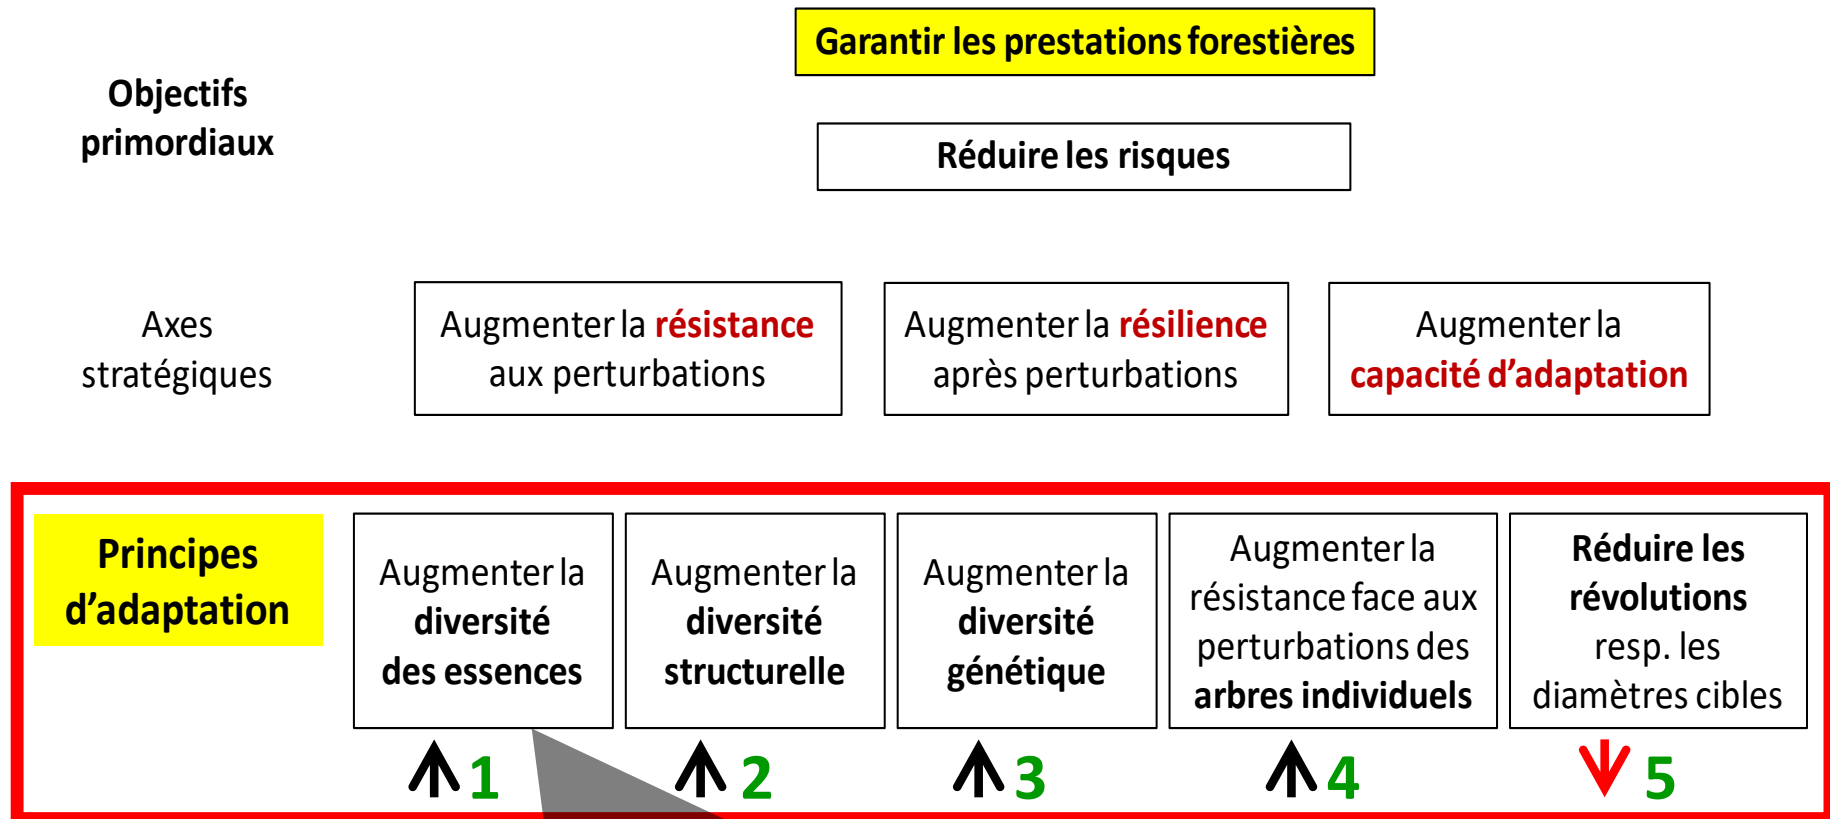 Garantir les prestations forestières
Objectifs
primordiaux
Réduire les risques
Axes
stratégiques
Augmenter la résistance
aux perturbations
Augmenter la résilience
après perturbations
Augmenter la
capacité d’adaptation
Principes
d’adaptation
Augmenter la
diversité
des essences
Augmenter la
diversité
structurelle
Augmenter la
diversité
génétique
Augmenter la
résistance face aux
perturbations des
arbres individuels
Réduire les
révolutions
resp. les
diamètres cibles
1
2
3
4
5